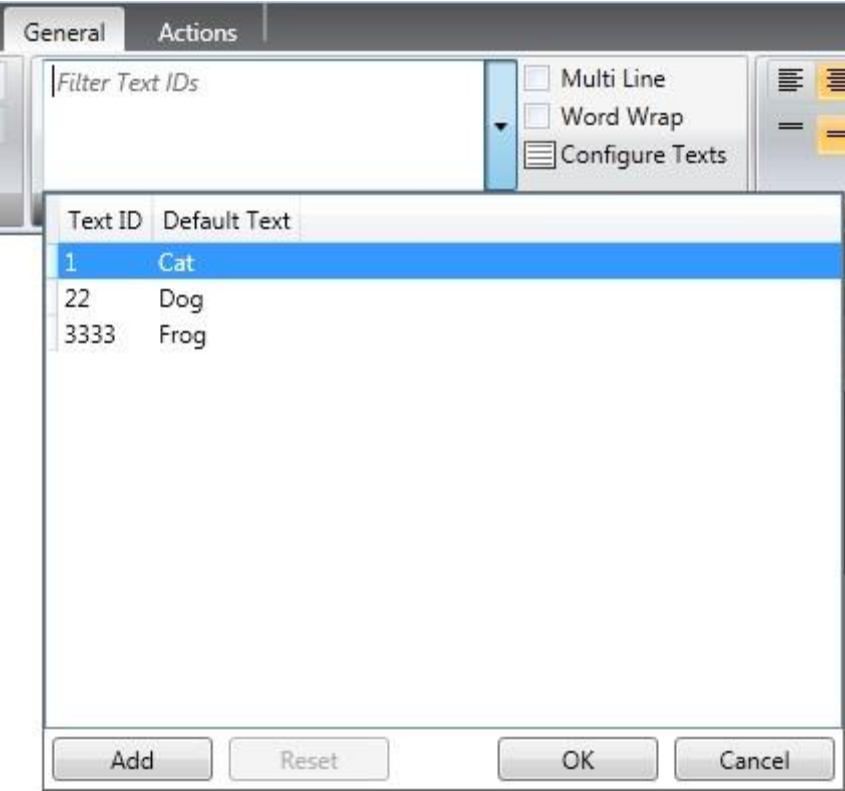 General Actions
Filter Text IDs
Multi Line
Word Wrap
Configure Texts
Text ID Default Text
1 Cat
22 Dog
3333 Frog
Add Reset OK Cancel